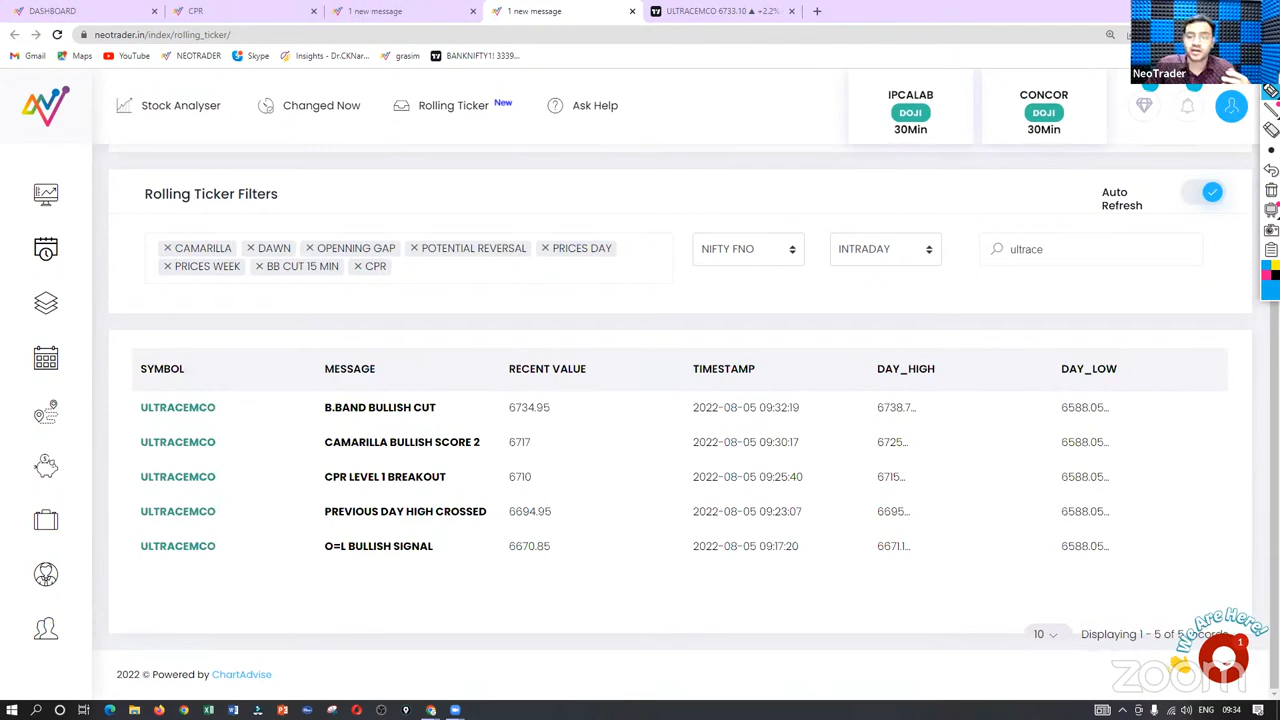 DASHBOARD
CPR
1 new message
1 new message
ULTRACEMCO 6733.10 ▲ +2.2%
neotrader.in/index/rolling_ticker/
Gmail
Maps
YouTube
NEOTRADER
Skype
Insights - Dr.CKNar...
grasim
BANKNIFTY 1! 3339...
NeoTrader
Stock Analyser
Changed Now
Rolling Ticker New
Ask Help
IPCALAB
DOJI
30Min
CONCOR
DOJI
30Min
Rolling Ticker Filters
Auto
Refresh
× CAMARILLA × DAWN × OPENNING GAP × POTENTIAL REVERSAL × PRICES DAY
× PRICES WEEK × BB CUT 15 MIN × CPR
NIFTY FNO
INTRADAY
ultrace
SYMBOL MESSAGE RECENT VALUE TIMESTAMP DAY_HIGH DAY_LOW
ULTRACEMCO B.BAND BULLISH CUT 6734.95 2022-08-05 09:32:19 6738.7... 6588.05...
ULTRACEMCO CAMARILLA BULLISH SCORE 2 6717 2022-08-05 09:30:17 6725... 6588.05...
ULTRACEMCO CPR LEVEL 1 BREAKOUT 6710 2022-08-05 09:25:40 6715... 6588.05...
ULTRACEMCO PREVIOUS DAY HIGH CROSSED 6694.95 2022-08-05 09:23:07 6695... 6588.05...
ULTRACEMCO O=L BULLISH SIGNAL 6670.85 2022-08-05 09:17:20 6671.1... 6588.05...
10
Displaying 1 - 5 of 5 records
We Are Here!
1
2022 © Powered by ChartAdvise
zoom
ENG
09:34